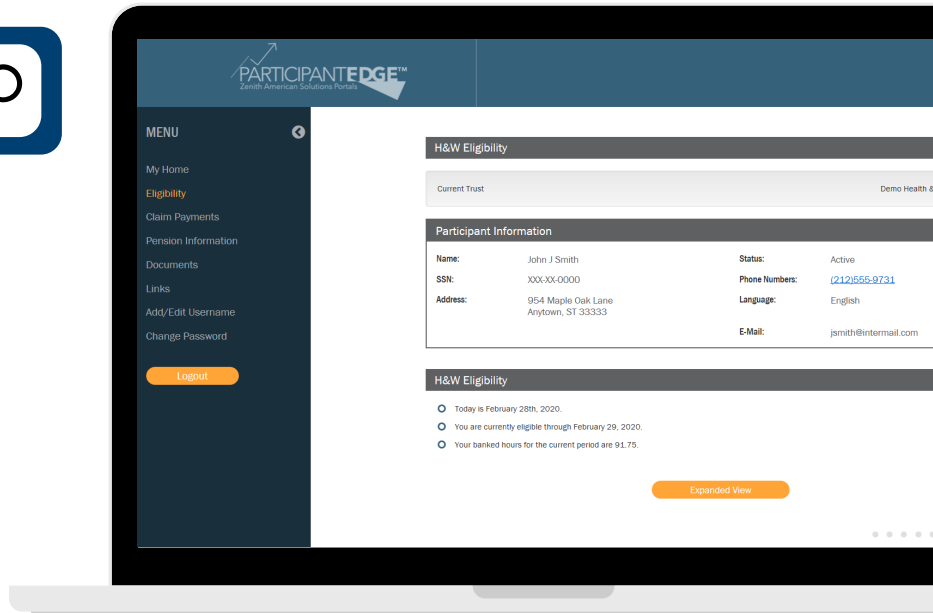 PARTICIPANTEDGE™
Zenith American Solutions Portals
MENU
My Home
Eligibility
Claim Payments
Pension Information
Documents
Links
Add/Edit Username
Change Password
Logout
H&W Eligibility
Current Trust Demo Health &
Participant Information
Name: John J Smith Status: Active
SSN: XXX-XX-0000 Phone Numbers: (212)555-9731
Address: 954 Maple Oak Lane Language: English
Anytown, ST 33333
E-Mail: jsmith@intermail.com
H&W Eligibility
Today is February 28th, 2020.
You are currently eligible through February 29, 2020.
Your banked hours for the current period are 91.75.
Expanded View